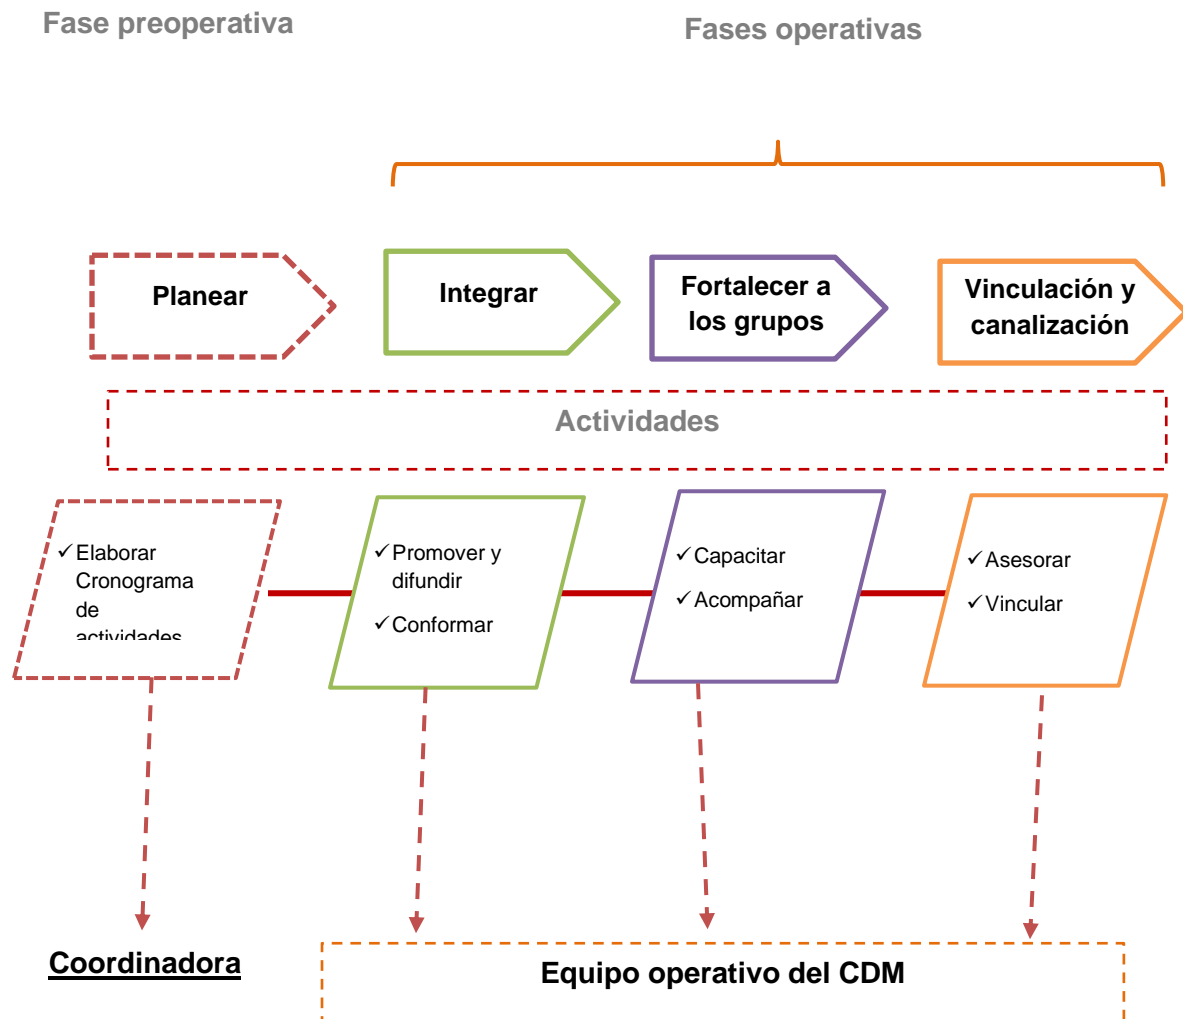 Fase preoperativa
Fases operativas
Planear
Integrar
Fortalecer a
los grupos
Vinculación y
canalización
Actividades
✓Elaborar
Cronograma
de
actividades
✓Promover y
difundir
✓Conformar
✓Capacitar
✓Acompañar
✓Asesorar
✓Vincular
Coordinadora
Equipo operativo del CDM